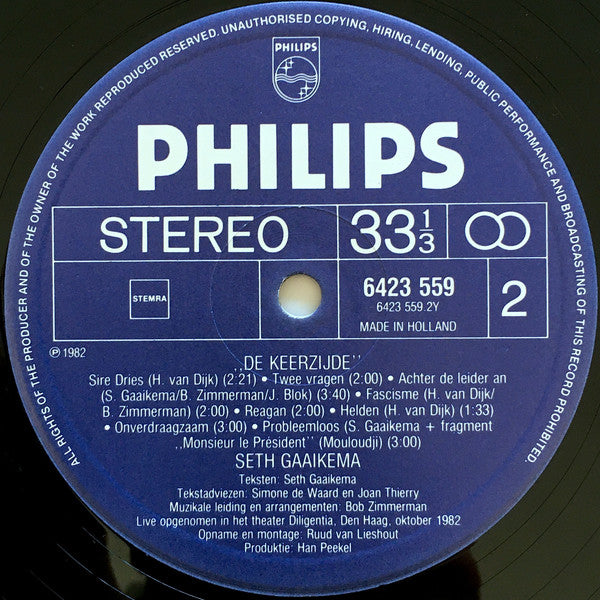 ALL RIGHTS OF THE PRODUCER AND OF THE OWNER OF THE WORK REPRODUCED RESERVED. UNAUTHORISED COPYING, HIRING, LENDING, PUBLIC PERFORMANCE AND BROADCASTING OF THIS RECORD PROHIBITED.
PHILIPS
PHILIPS
STEREO
33 1/3
STEMRA
6423 559
6423 559.2Y
MADE IN HOLLAND
2
℗ 1982
,,DE KEERZIJDE''
Sire Dries (H. van Dijk) (2:21) • Twee vragen (2:00) • Achter de leider an
(S. Gaaikema/B. Zimmerman/J. Blok) (3:40) • Fascisme (H. van Dijk/
B. Zimmerman) (2:00) • Reagan (2:00) • Helden (H. van Dijk) (1:33)
• Onverdraagzaam (3:00) • Probleemloos (S. Gaaikema + fragment
,,Monsieur le Président'' (Mouloudji) (3:00)
SETH GAAIKEMA
Teksten: Seth Gaaikema
Tekstadviezen: Simone de Waard en Joan Thierry
Muzikale leiding en arrangementen: Bob Zimmerman
Live opgenomen in het theater Diligentia, Den Haag, oktober 1982
Opname en montage: Ruud van Lieshout
Produktie: Han Peekel